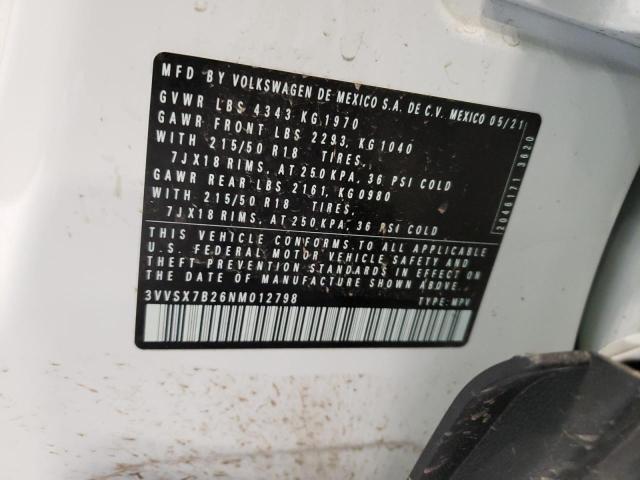 MFD BY VOLKSWAGEN DE MEXICO S.A. DE C.V. MEXICO 05/21
GVWR LBS 4343 KG 1970
GAWR FRONT LBS 2293, KG 1040
WITH 215/50 R18 TIRES,
7JX18 RIMS, AT 250 KPA, 36 PSI COLD
GAWR REAR LBS 2161, KG 0980
WITH 215/50 R18 TIRES,
7JX18 RIMS, AT 250 KPA, 36 PSI COLD
THIS VEHICLE CONFORMS TO ALL APPLICABLE
U.S. FEDERAL MOTOR VEHICLE SAFETY AND
THEFT PREVENTION STANDARDS IN EFFECT ON
THE DATE OF MANUFACTURE SHOWN ABOVE.
3VVSX7B26NM012798 TYPE: MPV
2046171 3620